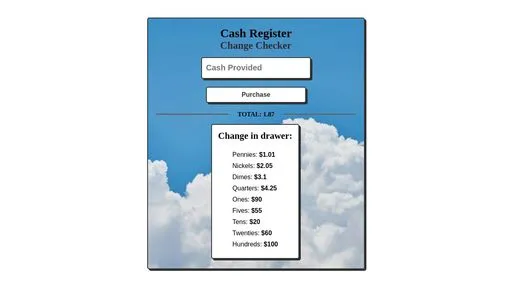 Cash Register
Change Checker
Cash Provided
Purchase
TOTAL: 1.87
Change in drawer:
Pennies: $1.01
Nickels: $2.05
Dimes: $3.1
Quarters: $4.25
Ones: $90
Fives: $55
Tens: $20
Twenties: $60
Hundreds: $100